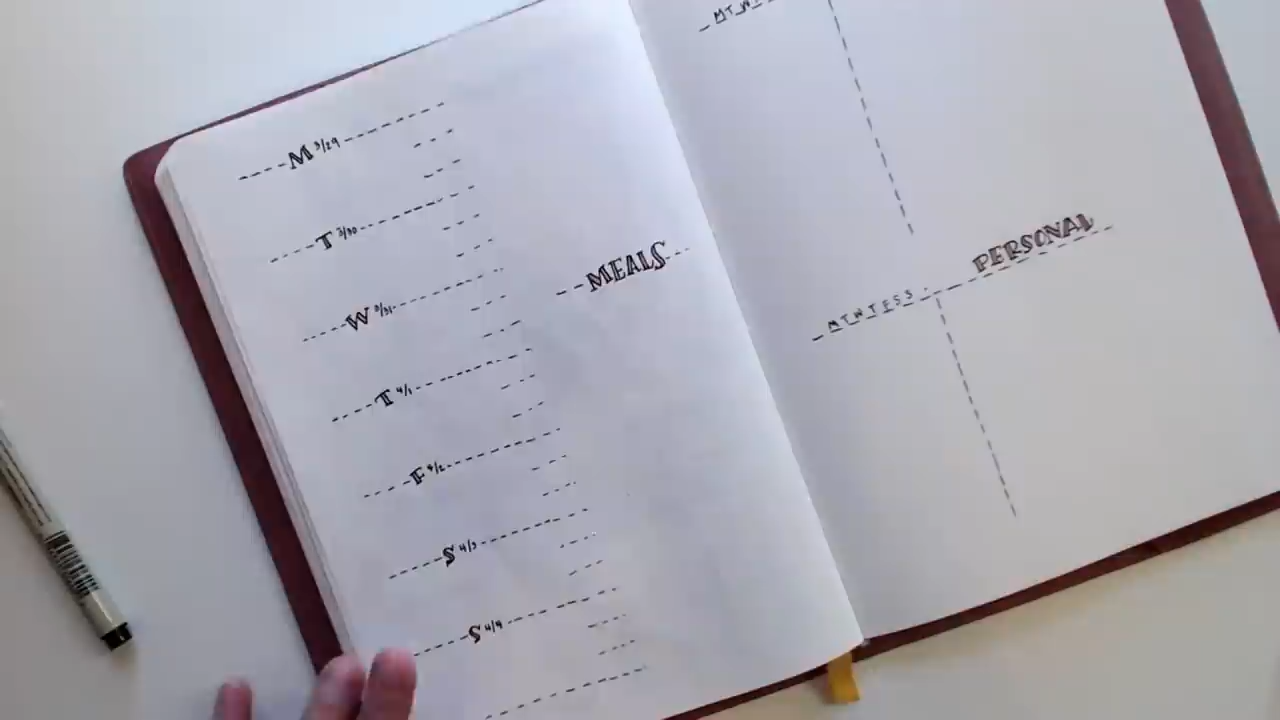 M 3/29
T 3/30
W 3/31
T 4/1
F 4/2
S 4/3
S 4/4
MEALS
M T W
PERSONAL
M T W T F S S